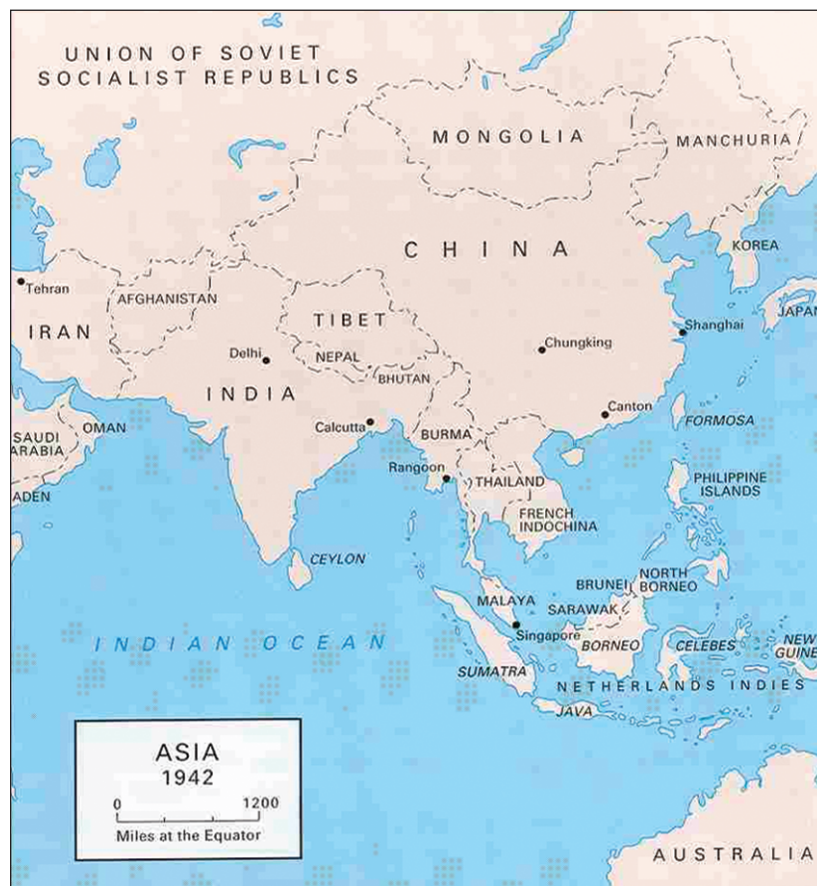 UNION OF SOVIET
SOCIALIST REPUBLICS
MONGOLIA
MANCHURIA
CHINA
KOREA
JAPAN
Tehran
AFGHANISTAN
IRAN
TIBET
Shanghai
Chungking
Delhi
NEPAL
INDIA
BHUTAN
Canton
FORMOSA
OMAN
Calcutta
BURMA
SAUDI
ARABIA
Rangoon
THAILAND
PHILIPPINE
ISLANDS
ADEN
FRENCH
INDOCHINA
CEYLON
NORTH
BORNEO
BRUNEI
MALAYA
SARAWAK
Singapore
INDIAN OCEAN
BORNEO
CELEBES
NEW
GUINE
SUMATRA
NETHERLANDS INDIES
JAVA
ASIA
1942
0 1200
Miles at the Equator
AUSTRALIA